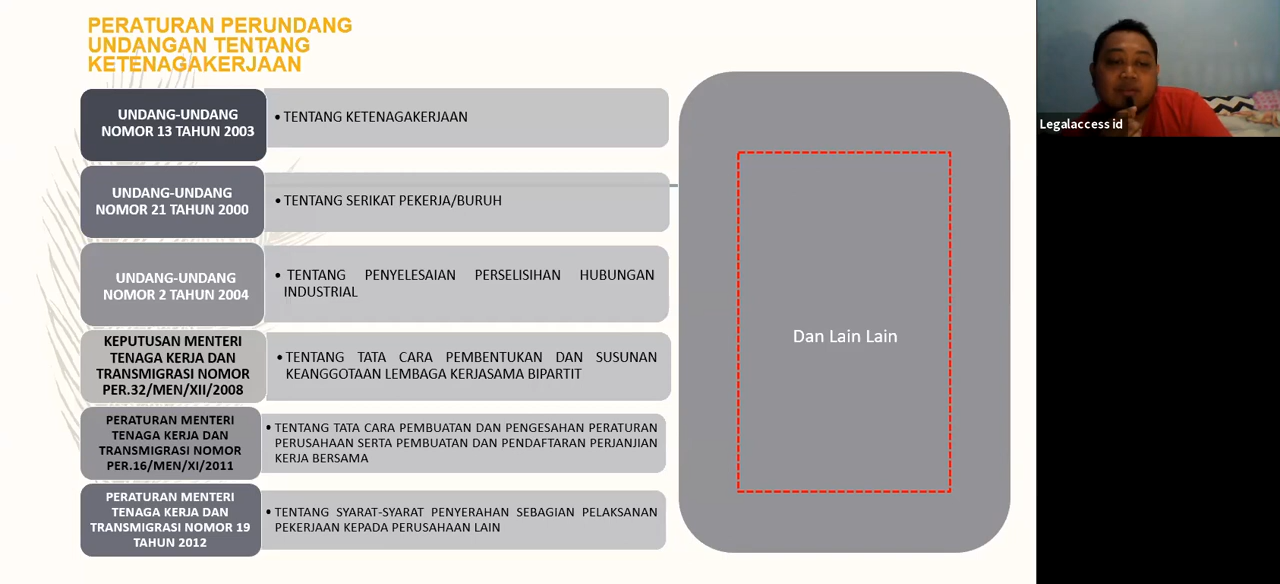 PERATURAN PERUNDANG
UNDANGAN TENTANG
KETENAGAKERJAAN
UNDANG-UNDANG
NOMOR 13 TAHUN 2003
• TENTANG KETENAGAKERJAAN
UNDANG-UNDANG
NOMOR 21 TAHUN 2000
• TENTANG SERIKAT PEKERJA/BURUH
UNDANG-UNDANG
NOMOR 2 TAHUN 2004
• TENTANG PENYELESAIAN PERSELISIHAN HUBUNGAN
INDUSTRIAL
KEPUTUSAN MENTERI
TENAGA KERJA DAN
TRANSMIGRASI NOMOR
PER.32/MEN/XII/2008
• TENTANG TATA CARA PEMBENTUKAN DAN SUSUNAN
KEANGGOTAAN LEMBAGA KERJASAMA BIPARTIT
PERATURAN MENTERI
TENAGA KERJA DAN
TRANSMIGRASI NOMOR
PER.16/MEN/XI/2011
• TENTANG TATA CARA PEMBUATAN DAN PENGESAHAN PERATURAN
PERUSAHAAN SERTA PEMBUATAN DAN PENDAFTARAN PERJANJIAN
KERJA BERSAMA
PERATURAN MENTERI
TENAGA KERJA DAN
TRANSMIGRASI NOMOR 19
TAHUN 2012
• TENTANG SYARAT-SYARAT PENYERAHAN SEBAGIAN PELAKSANAN
PEKERJAAN KEPADA PERUSAHAAN LAIN
Dan Lain Lain
Legalaccess id